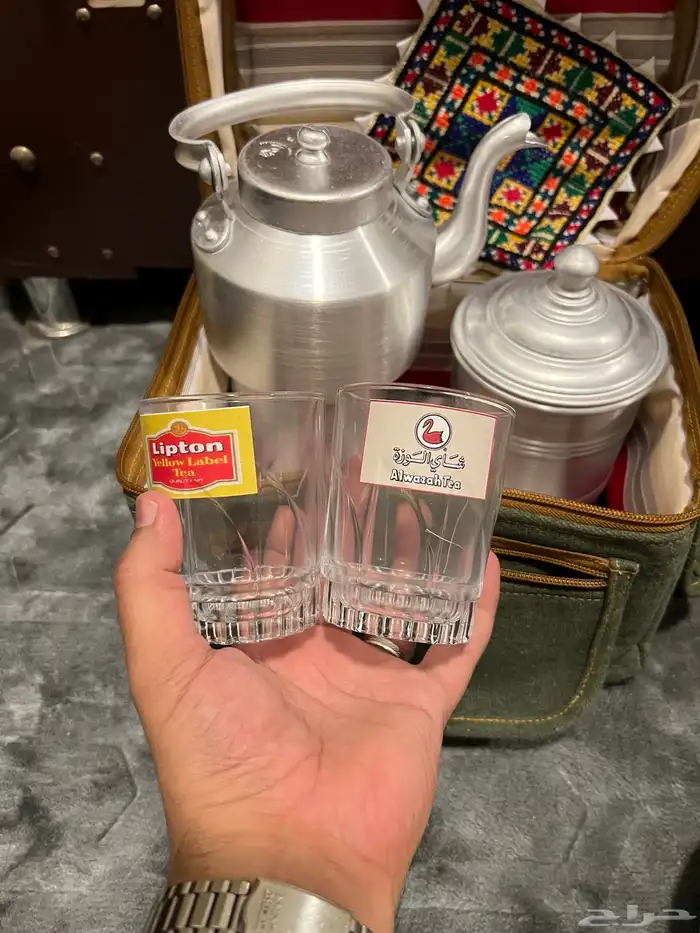 Lipton
Yellow Label
Tea
شاي الوزة
Alwazah Tea
حراج